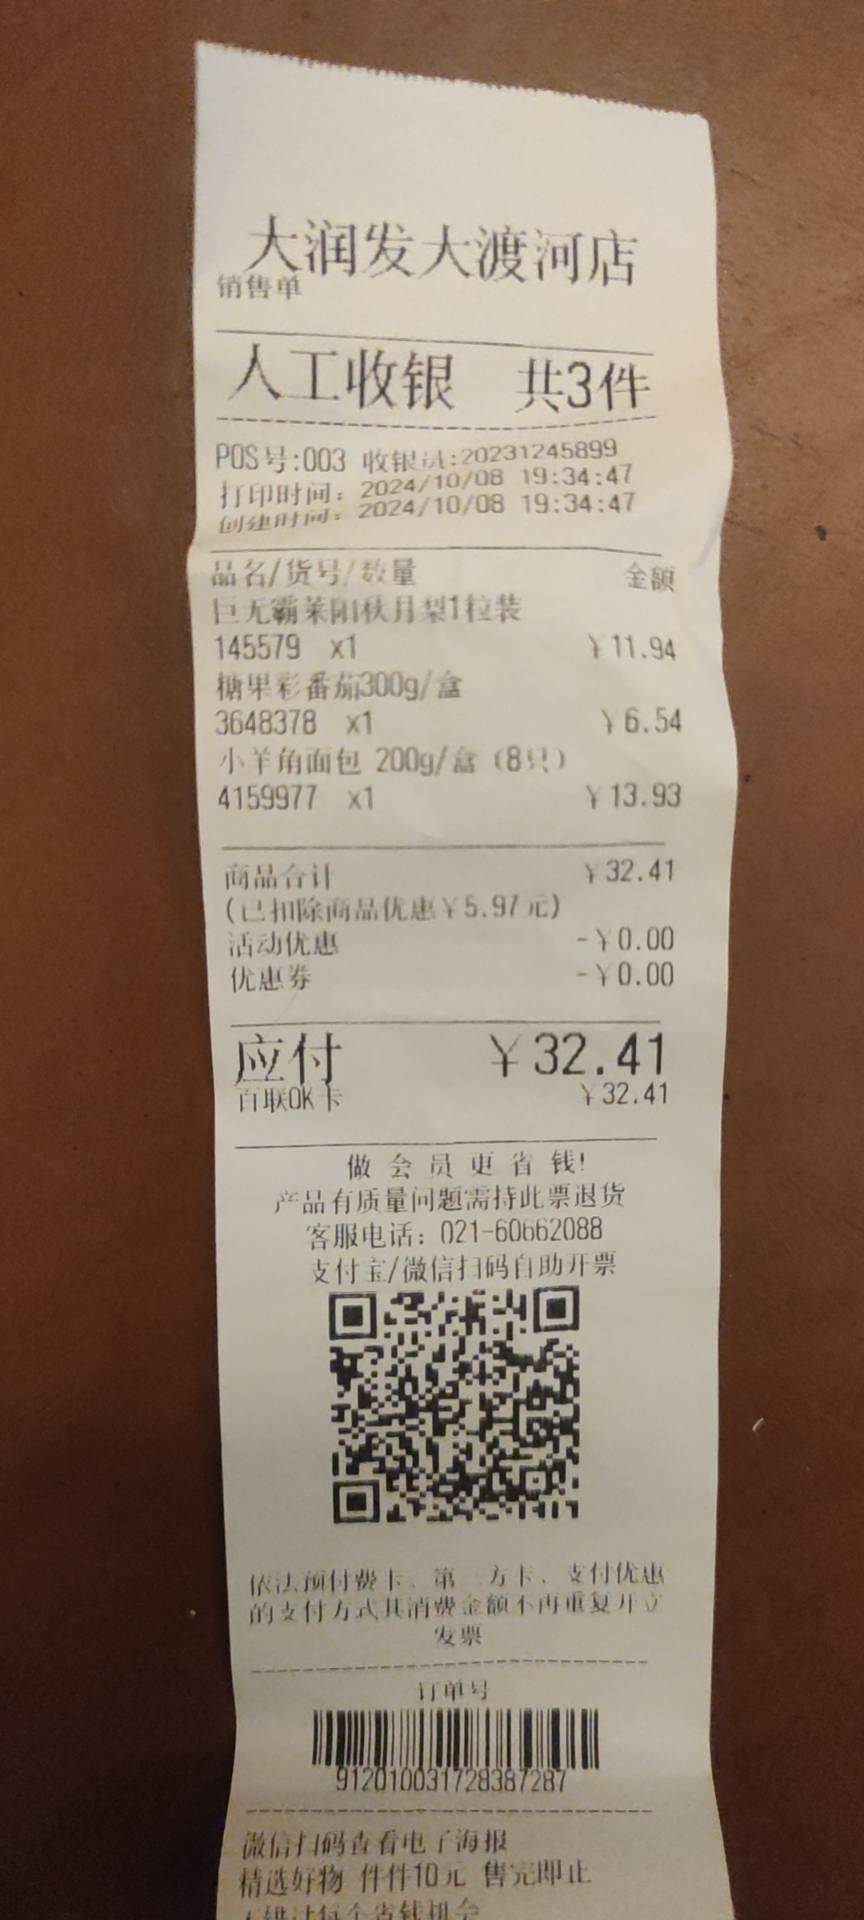 大润发大渡河店
销售单
人工收银 共3件
POS号:003 收银员:20231245899
打印时间: 2024/10/08 19:34:47
创建时间: 2024/10/08 19:34:47
品名/货号/数量 金额
巨无霸莱阳秋月梨1粒装
145579 x1 ¥11.94
糖果彩番茄300g/盒
3648378 x1 ¥6.54
小羊角面包 200g/盒（8只）
4159977 x1 ¥13.93
商品合计 ¥32.41
(已扣除商品优惠¥5.97元)
活动优惠 -¥0.00
优惠券 -¥0.00
应付 ¥32.41
百联OK卡 ¥32.41
做会员更省钱!
产品有质量问题需持此票退货
客服电话: 021-60662088
支付宝/微信扫码自助开票
依法预付费卡、第三方卡、支付优惠
的支付方式其消费金额不再重复开立
发票
订单号
912010031728387287
微信扫码查看电子海报
精选好物 件件10元 售完即止
不错过每个省钱机会